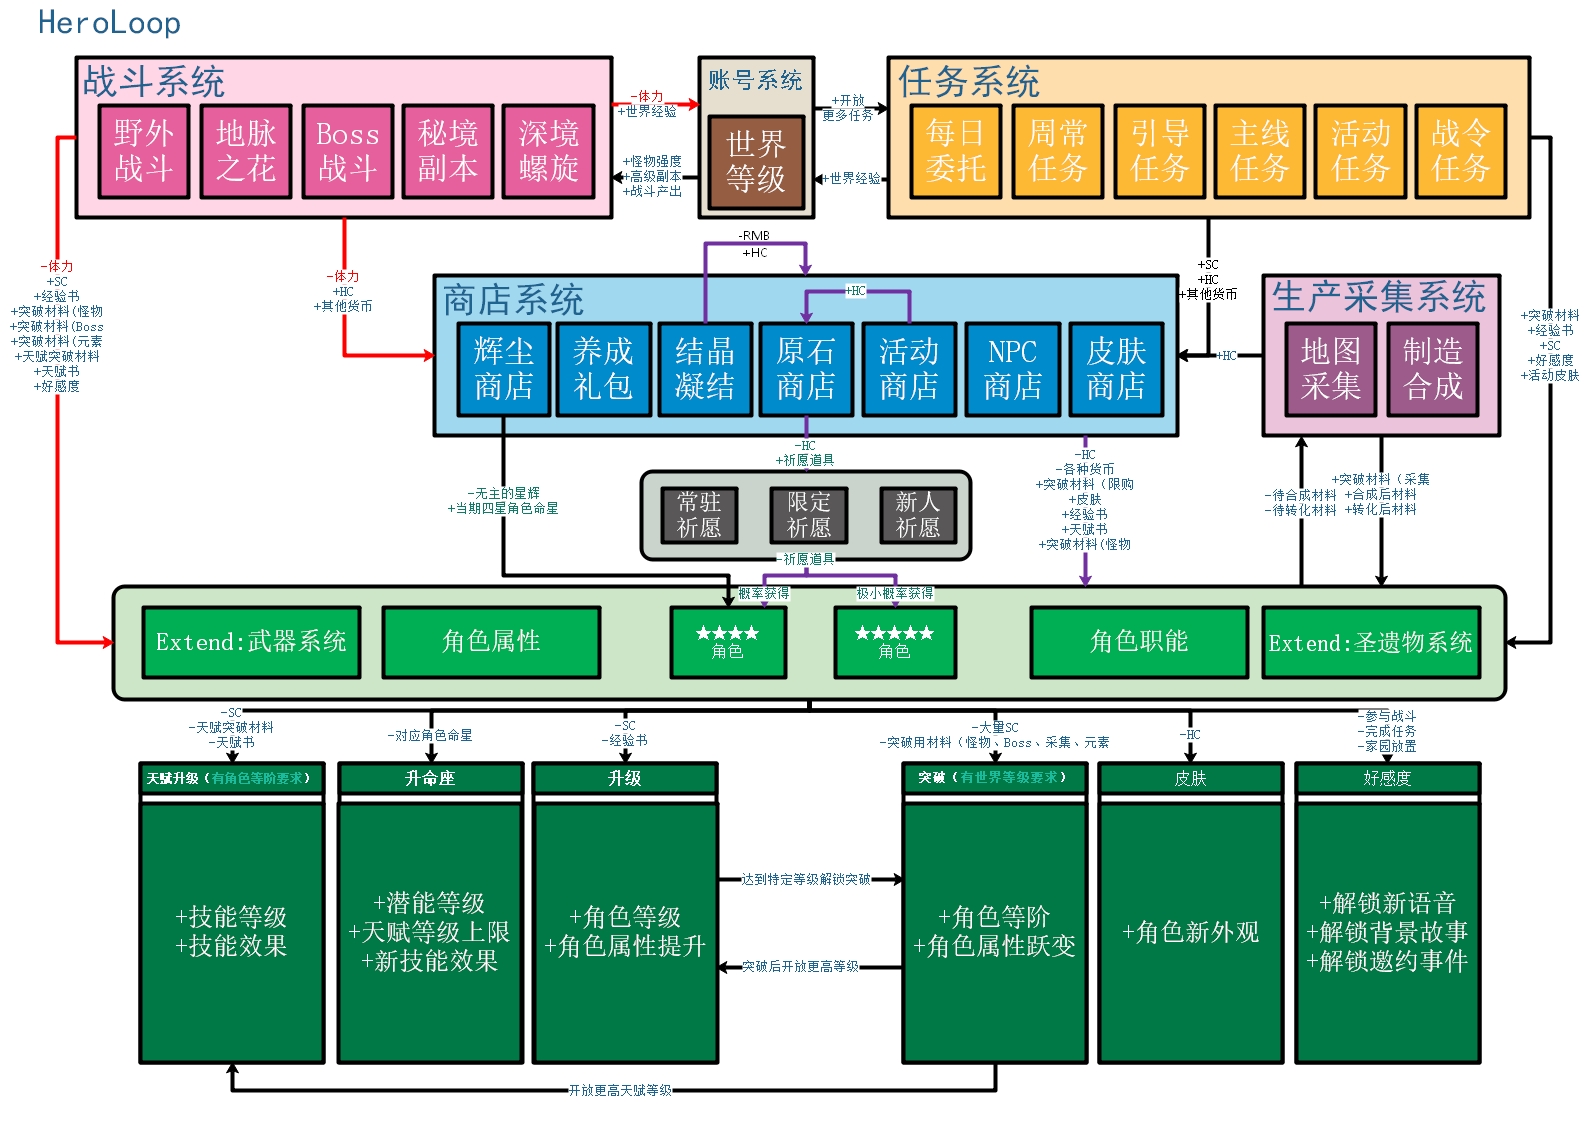 HeroLoop
战斗系统
野外
战斗
地脉
之花
Boss
战斗
秘境
副本
深境
螺旋
-体力
+世界经验
+怪物强度
+高级副本
+战斗产出
账号系统
世界
等级
+开放
更多任务
+世界经验
任务系统
每日
委托
周常
任务
引导
任务
主线
任务
活动
任务
战令
任务
-体力
+SC
+经验书
+突破材料(怪物
+突破材料(Boss
+突破材料(元素
+天赋突破材料
+天赋书
+好感度
-体力
+HC
+其他货币
-RMB
+HC
+HC
商店系统
辉尘
商店
养成
礼包
结晶
凝结
原石
商店
活动
商店
NPC
商店
皮肤
商店
+SC
+HC
+其他货币
+HC
生产采集系统
地图
采集
制造
合成
+突破材料
+经验书
+SC
+好感度
+活动皮肤
-无主的星辉
+当期四星角色命星
-HC
+祈愿道具
常驻
祈愿
限定
祈愿
新人
祈愿
-祈愿道具
概率获得
极小概率获得
-HC
-各种货币
+突破材料（限购
+皮肤
+经验书
+天赋书
+突破材料(怪物
-待合成材料
-待转化材料
+突破材料（采集
+合成后材料
+转化后材料
Extend:武器系统
角色属性
★★★★
角色
★★★★★
角色
角色职能
Extend:圣遗物系统
-SC
-天赋突破材料
-天赋书
-对应角色命星
-SC
-经验书
-大量SC
-突破用材料（怪物、Boss、采集、元素
-HC
-参与战斗
-完成任务
-家园放置
天赋升级（有角色等阶要求）
+技能等级
+技能效果
升命座
+潜能等级
+天赋等级上限
+新技能效果
升级
+角色等级
+角色属性提升
达到特定等级解锁突破
突破后开放更高等级
突破（有世界等级要求）
+角色等阶
+角色属性跃变
皮肤
+角色新外观
好感度
+解锁新语音
+解锁背景故事
+解锁邀约事件
开放更高天赋等级